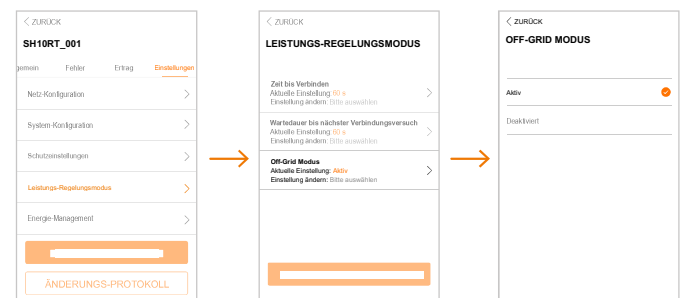 ZURÜCK
SH10RT_001
gemein Fehler Ertrag Einstellungen
Netz-Konfiguration
System-Konfiguration
Schutzeinstellungen
Leistungs-Regelungsmodus
Energie-Management
ÄNDERUNGS-PROTOKOLL
ZURÜCK
LEISTUNGS-REGELUNGSMODUS
Zeit bis Verbinden
Aktuelle Einstellung: 60 s
Einstellung ändern: Bitte auswählen
Wartedauer bis nächster Verbindungsversuch
Aktuelle Einstellung: 60 s
Einstellung ändern: Bitte auswählen
Off-Grid Modus
Aktuelle Einstellung: Aktiv
Einstellung ändern: Bitte auswählen
ZURÜCK
OFF-GRID MODUS
Aktiv
Deaktiviert